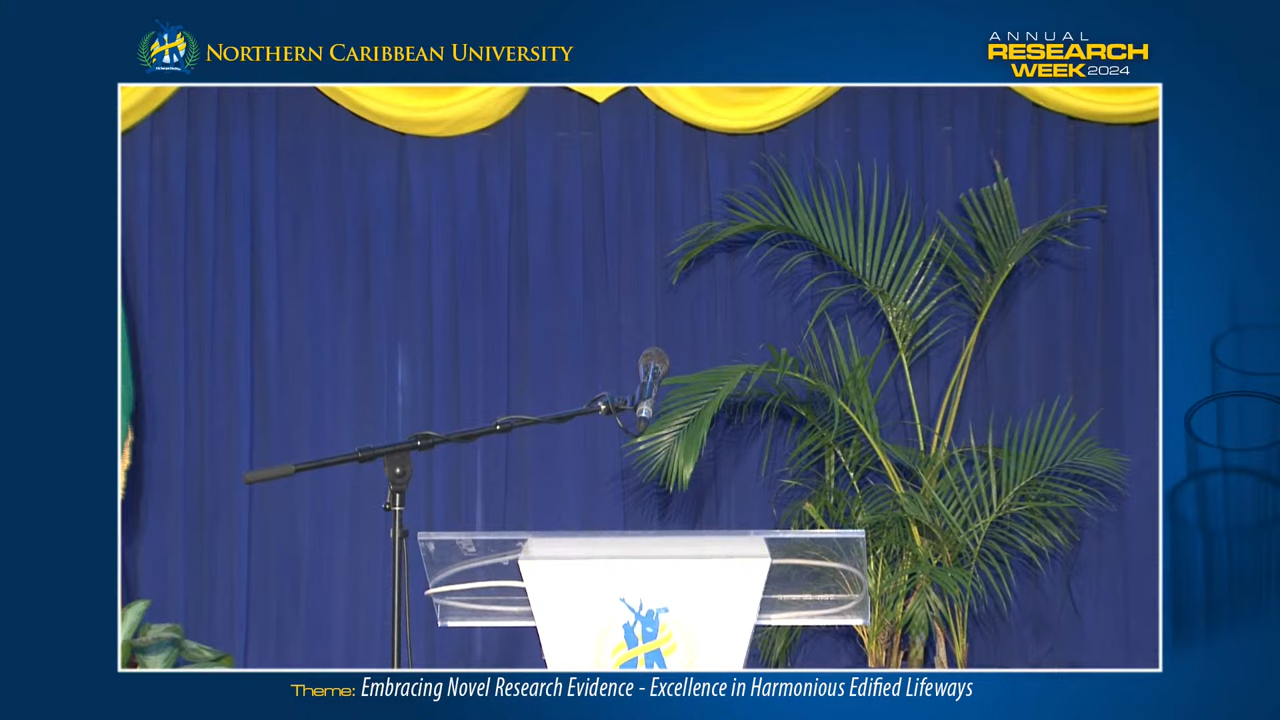 Northern Caribbean University
ANNUAL
RESEARCH
WEEK 2024
Theme: Embracing Novel Research Evidence - Excellence in Harmonious Edified Lifeways